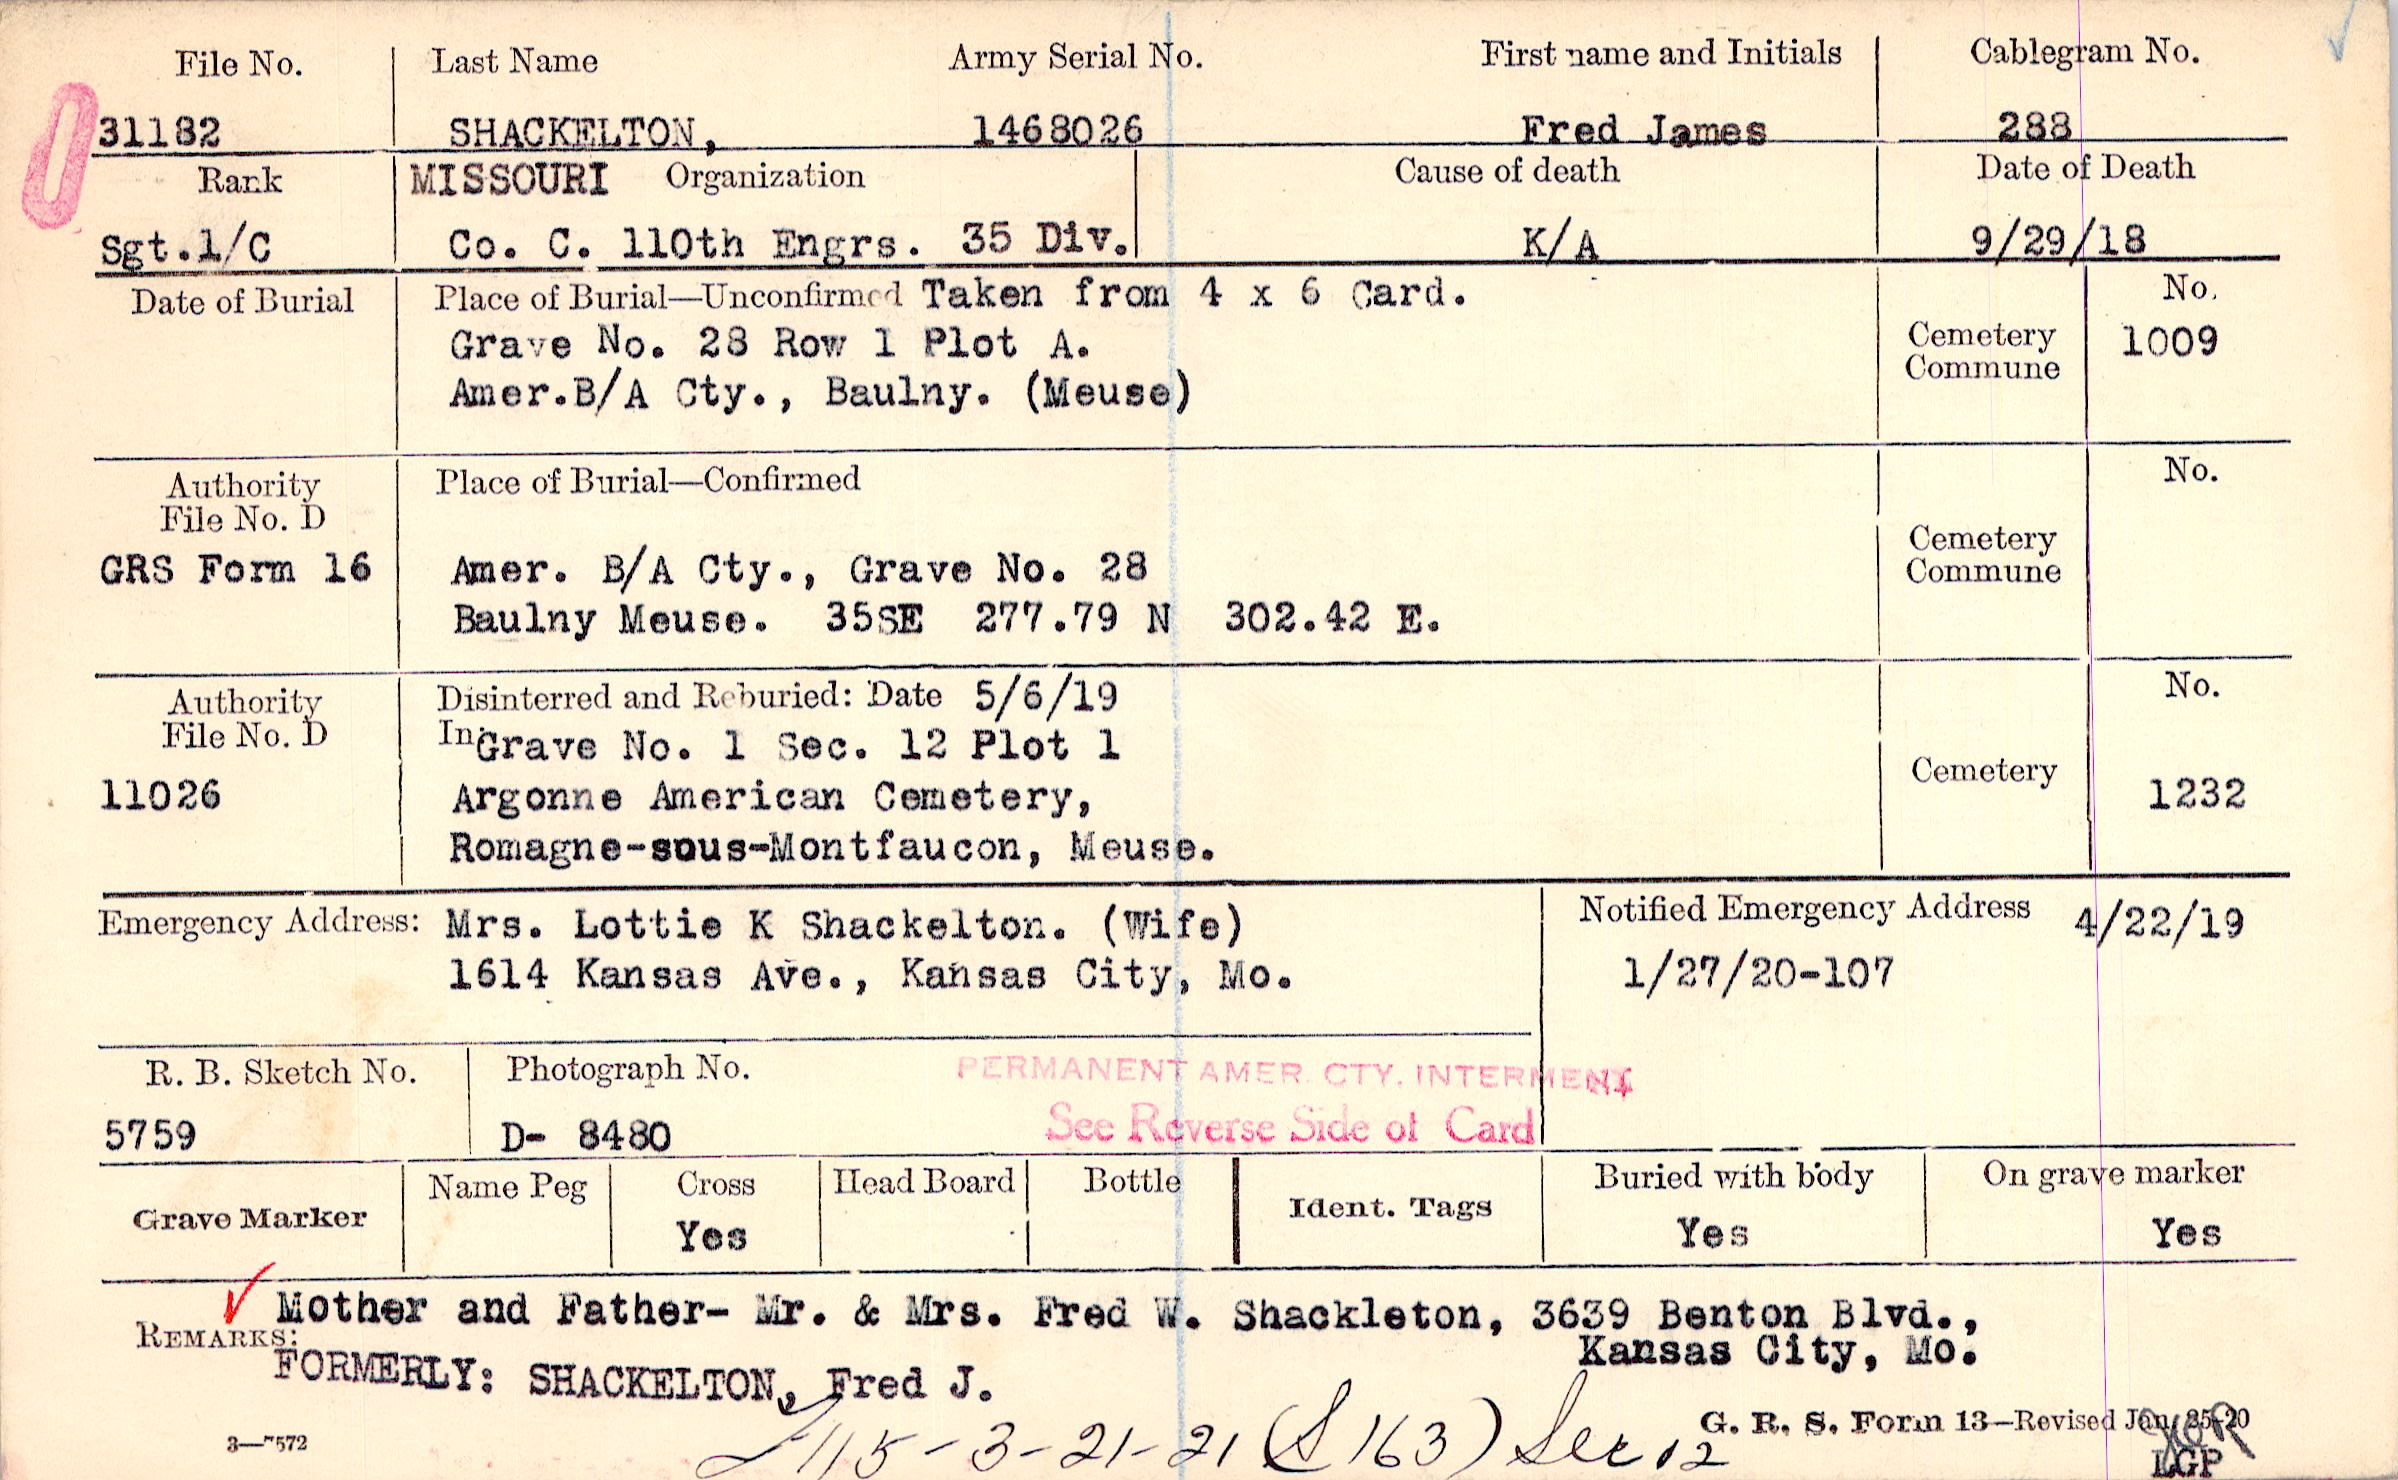 File No. Last Name Army Serial No. First name and Initials Cablegram No.
31182 SHACKELTON, 1468026 Fred James 288
Rank MISSOURI Organization Cause of death Date of Death
Sgt.1/C Co. C. 110th Engrs. 35 Div. K/A 9/29/18
Date of Burial Place of Burial—Unconfirmed Taken from 4 x 6 Card. No.
Grave No. 28 Row 1 Plot A. Cemetery 1009
Amer.B/A Cty., Baulny. (Meuse) Commune
Authority Place of Burial—Confirmed No.
File No. D
GRS Form 16 Amer. B/A Cty., Grave No. 28 Cemetery
Commune
Baulny Meuse. 35SE 277.79 N 302.42 E.
Authority Disinterred and Reburied: Date 5/6/19 No.
File No. D In Grave No. 1 Sec. 12 Plot 1
11026 Argonne American Cemetery, Cemetery 1232
Romagne-sous-Montfaucon, Meuse.
Emergency Address: Mrs. Lottie K Shackelton. (Wife) Notified Emergency Address 4/22/19
1614 Kansas Ave., Kansas City, Mo. 1/27/20-107
R. B. Sketch No. Photograph No. PERMANENT AMER. CTY. INTERMENT
5759 D- 8480 See Reverse Side of Card
Name Peg Cross Head Board Bottle Buried with body On grave marker
Grave Marker Yes Ident. Tags Yes Yes
Mother and Father- Mr. & Mrs. Fred W. Shackleton, 3639 Benton Blvd.,
REMARKS: Kansas City, Mo.
FORMERLY: SHACKELTON, Fred J.
115-3-21-21 (S 163) Sec 12
G. R. S. Form 13—Revised Jan. 25-20
3—7572
LGP